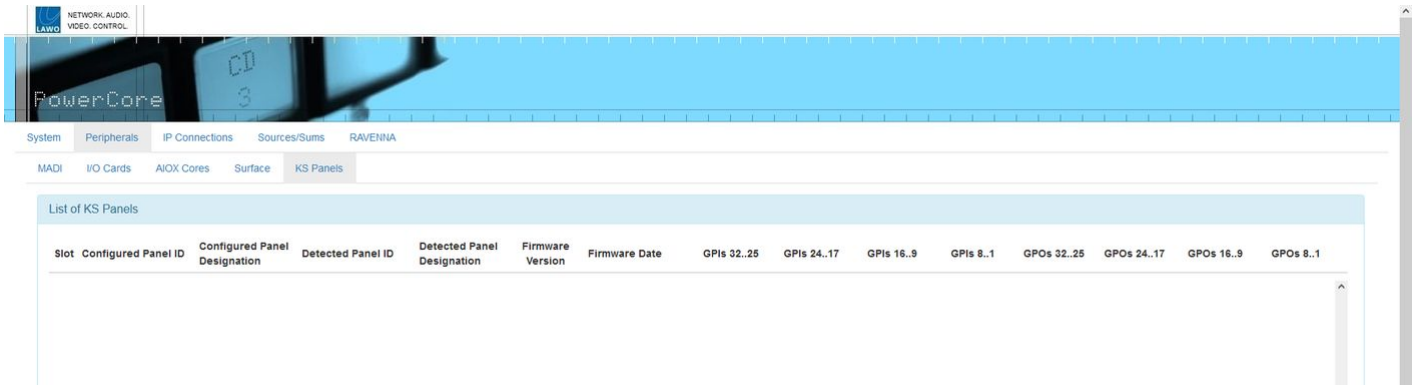 NETWORK. AUDIO.
LAWO VIDEO. CONTROL.
CD
3
PowerCore
System Peripherals IP Connections Sources/Sums RAVENNA
MADI I/O Cards AIOX Cores Surface KS Panels
List of KS Panels
Slot Configured Panel ID Configured Panel Designation Detected Panel ID Detected Panel Designation Firmware Version Firmware Date GPIs 32..25 GPIs 24..17 GPIs 16..9 GPIs 8..1 GPOs 32..25 GPOs 24..17 GPOs 16..9 GPOs 8..1